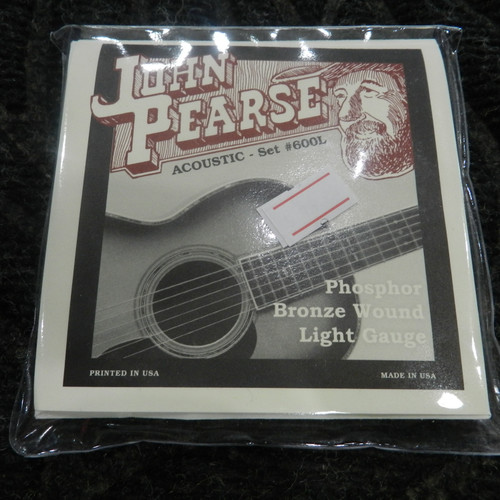 JOHN
PEARSE
ACOUSTIC - Set #600L
Phosphor
Bronze Wound
Light Gauge
PRINTED IN USA
MADE IN USA